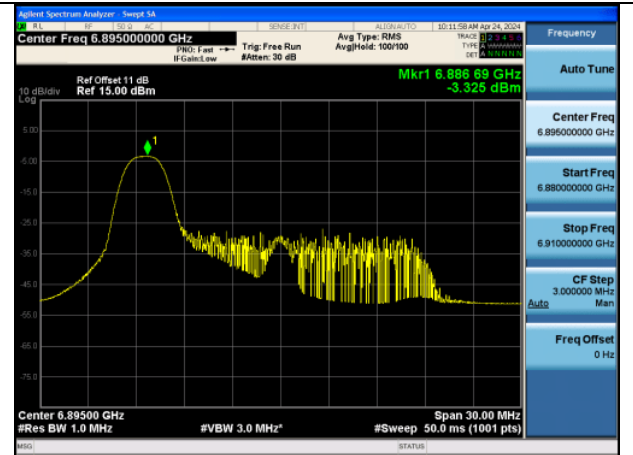 Agilent Spectrum Analyzer - Swept SA
RL RF 50 Ω AC SENSE:INT ALIGN AUTO 10:11:58 AM Apr 24, 2024
Center Freq 6.895000000 GHz
PNO: Fast
IFGain:Low
Trig: Free Run
#Atten: 30 dB
Avg Type: RMS
Avg|Hold: 100/100
TRACE 1 2 3 4 5 6
TYPE A WWWWW
DET A N N N N N
Ref Offset 11 dB
Ref 15.00 dBm
10 dB/div
Log
Mkr1 6.886 69 GHz
-3.325 dBm
1
5.00
-5.00
-15.0
-25.0
-35.0
-45.0
-55.0
-65.0
-75.0
Center 6.89500 GHz
Span 30.00 MHz
#Res BW 1.0 MHz
#VBW 3.0 MHz*
#Sweep 50.0 ms (1001 pts)
MSG
STATUS
Frequency
Auto Tune
Center Freq
6.895000000 GHz
Start Freq
6.880000000 GHz
Stop Freq
6.910000000 GHz
CF Step
3.000000 MHz
Auto Man
Freq Offset
0 Hz